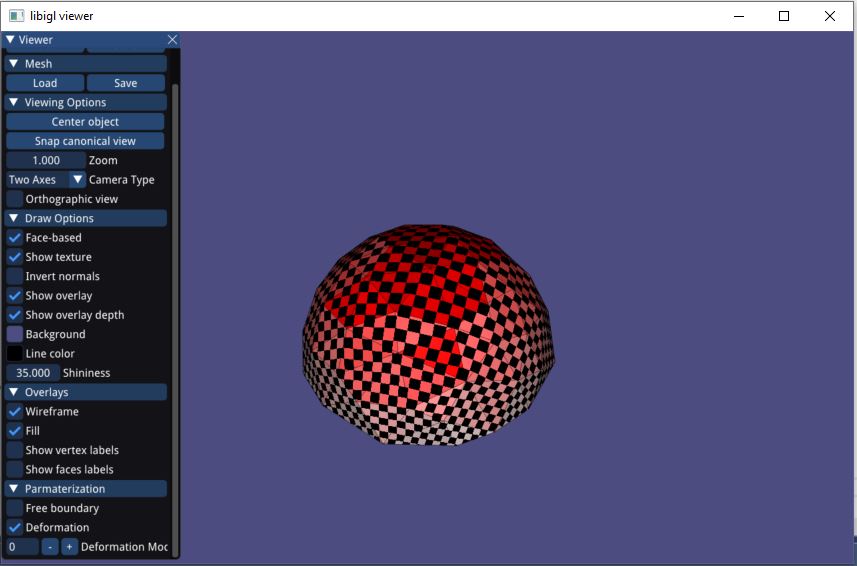 libigl viewer
Viewer
Mesh
Load Save
Viewing Options
Center object
Snap canonical view
1.000 Zoom
Two Axes Camera Type
Orthographic view
Draw Options
Face-based
Show texture
Invert normals
Show overlay
Show overlay depth
Background
Line color
35.000 Shininess
Overlays
Wireframe
Fill
Show vertex labels
Show faces labels
Parmaterization
Free boundary
Deformation
0 - + Deformation Moc